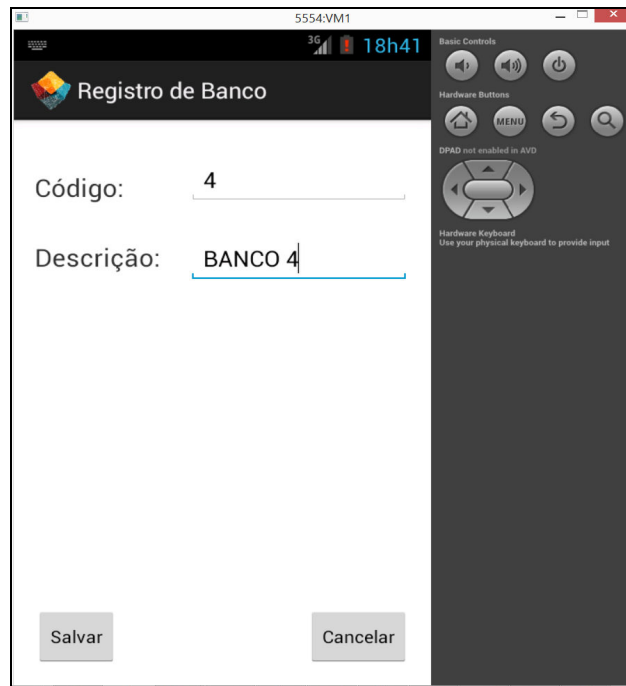 5554:VM1
3G 18h41
Registro de Banco
Código: 4
Descrição: BANCO 4
Salvar Cancelar
Basic Controls
Hardware Buttons
MENU
DPAD not enabled in AVD
Hardware Keyboard
Use your physical keyboard to provide input